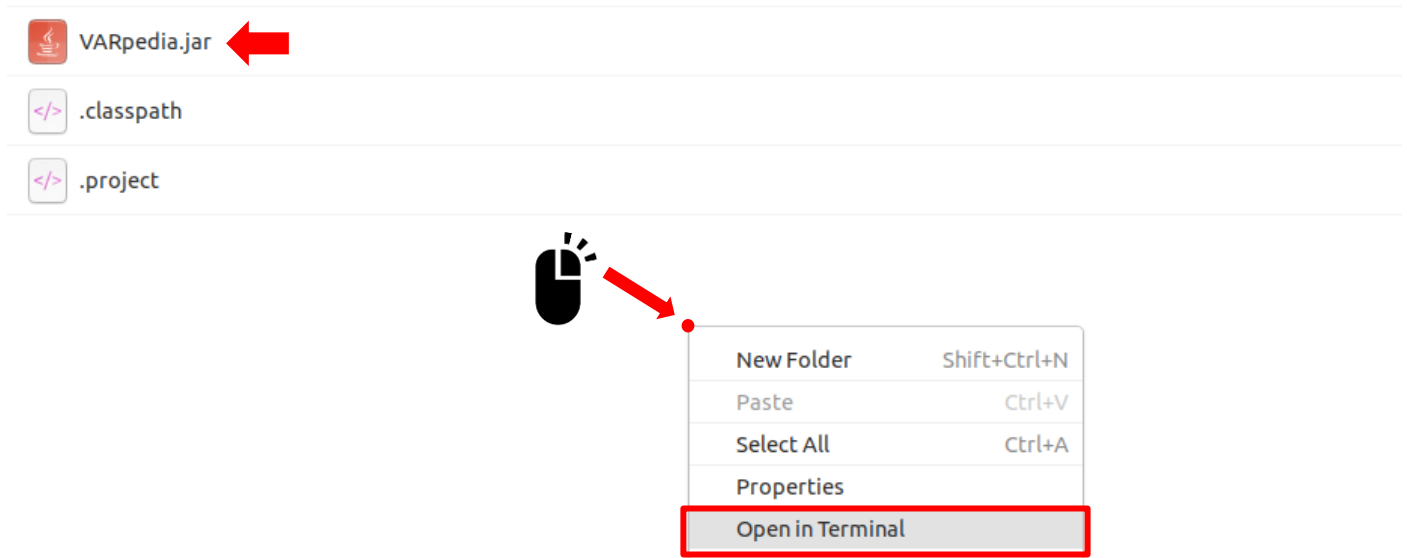 VARpedia.jar
</> .classpath
</> .project
New Folder Shift+Ctrl+N
Paste Ctrl+V
Select All Ctrl+A
Properties
Open in Terminal